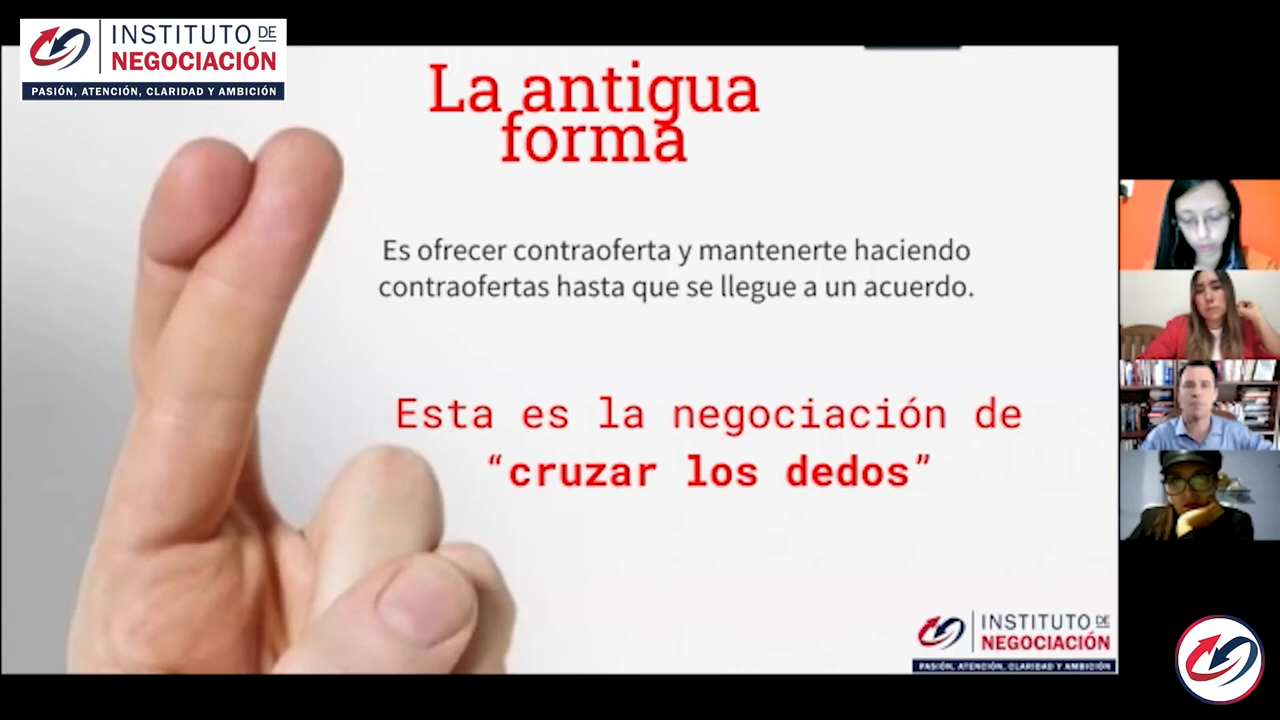 INSTITUTO DE
NEGOCIACIÓN
PASIÓN, ATENCIÓN, CLARIDAD Y AMBICIÓN
La antigua
forma
Es ofrecer contraoferta y mantenerte haciendo
contraofertas hasta que se llegue a un acuerdo.
Esta es la negociación de
“cruzar los dedos”
INSTITUTO DE
NEGOCIACIÓN
PASIÓN, ATENCIÓN, CLARIDAD Y AMBICIÓN